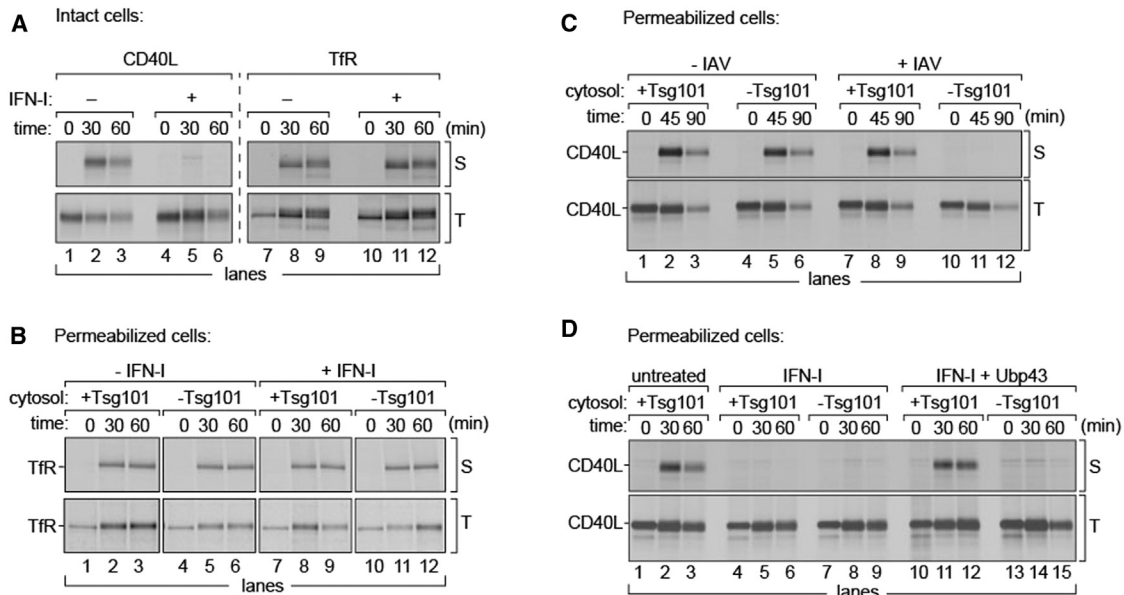 A
Intact cells:
CD40L TfR
IFN-I: – + – +
time: 0 30 60 0 30 60 0 30 60 0 30 60 (min)
S
T
1 2 3 4 5 6 7 8 9 10 11 12
lanes
B
Permeabilized cells:
- IFN-I + IFN-I
cytosol: +Tsg101 -Tsg101 +Tsg101 -Tsg101
time: 0 30 60 0 30 60 0 30 60 0 30 60 (min)
TfR- S
TfR- T
1 2 3 4 5 6 7 8 9 10 11 12
lanes
C
Permeabilized cells:
- IAV + IAV
cytosol: +Tsg101 -Tsg101 +Tsg101 -Tsg101
time: 0 45 90 0 45 90 0 45 90 0 45 90 (min)
CD40L- S
CD40L- T
1 2 3 4 5 6 7 8 9 10 11 12
lanes
D
Permeabilized cells:
untreated IFN-I IFN-I + Ubp43
cytosol: +Tsg101 +Tsg101 -Tsg101 +Tsg101 -Tsg101
time: 0 30 60 0 30 60 0 30 60 0 30 60 0 30 60 (min)
CD40L- S
CD40L- T
1 2 3 4 5 6 7 8 9 10 11 12 13 14 15
lanes